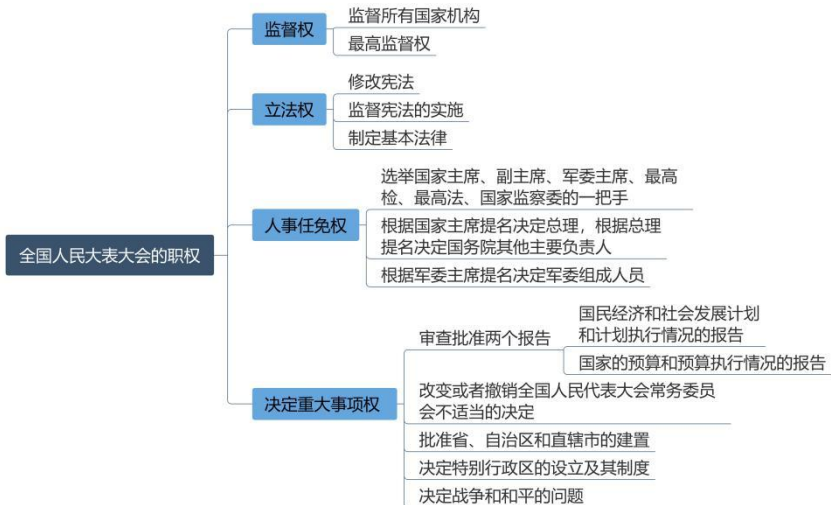 全国人民大表大会的职权
监督权
监督所有国家机构
最高监督权
立法权
修改宪法
监督宪法的实施
制定基本法律
人事任免权
选举国家主席、副主席、军委主席、最高
检、最高法、国家监察委的一把手
根据国家主席提名决定总理，根据总理
提名决定国务院其他主要负责人
根据军委主席提名决定军委组成人员
决定重大事项权
审查批准两个报告
国民经济和社会发展计划
和计划执行情况的报告
国家的预算和预算执行情况的报告
改变或者撤销全国人民代表大会常务委员
会不适当的决定
批准省、自治区和直辖市的建置
决定特别行政区的设立及其制度
决定战争和和平的问题